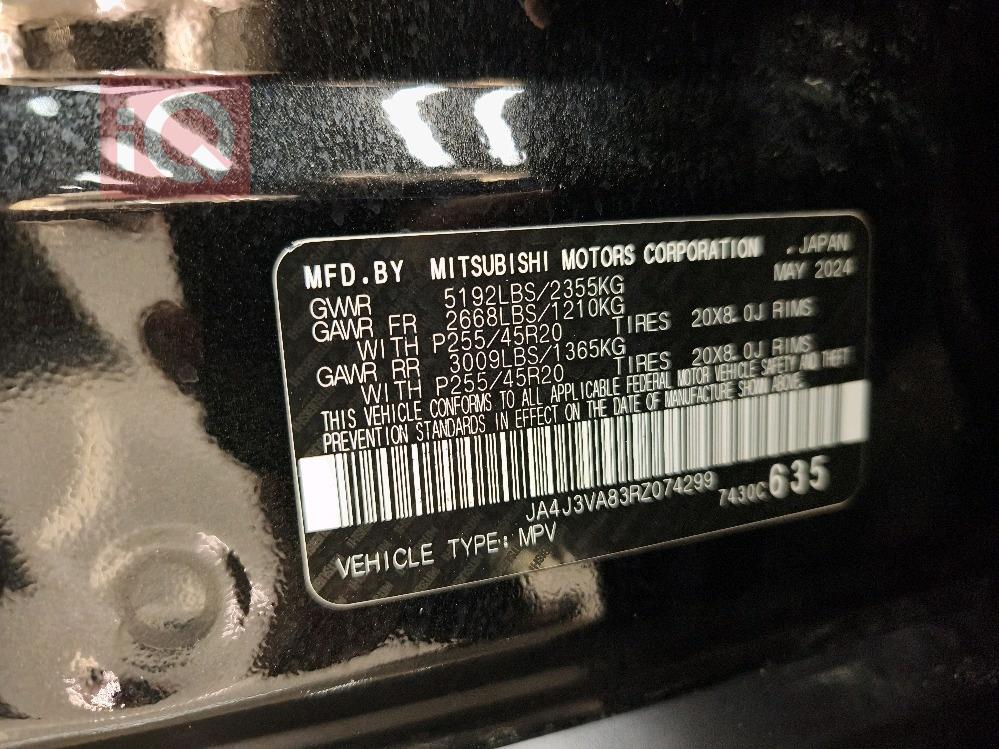 iQ
MFD.BY MITSUBISHI MOTORS CORPORATION . JAPAN
MAY 2024
GVWR 5192LBS/2355KG
GAWR FR 2668LBS/1210KG
WITH P255/45R20 TIRES 20X8.0J RIMS
GAWR RR 3009LBS/1365KG
WITH P255/45R20 TIRES 20X8.0J RIMS
THIS VEHICLE CONFORMS TO ALL APPLICABLE FEDERAL MOTOR VEHICLE SAFETY AND THEFT
PREVENTION STANDARDS IN EFFECT ON THE DATE OF MANUFACTURE SHOWN ABOVE.
JA4J3VA83RZ074299
7430C635
VEHICLE TYPE: MPV